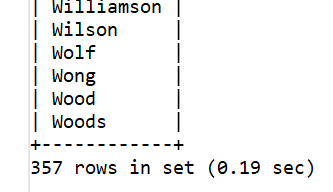 | Williamson |
| Wilson     |
| Wolf       |
| Wong       |
| Wood       |
| Woods      |
+------------+
357 rows in set (0.19 sec)